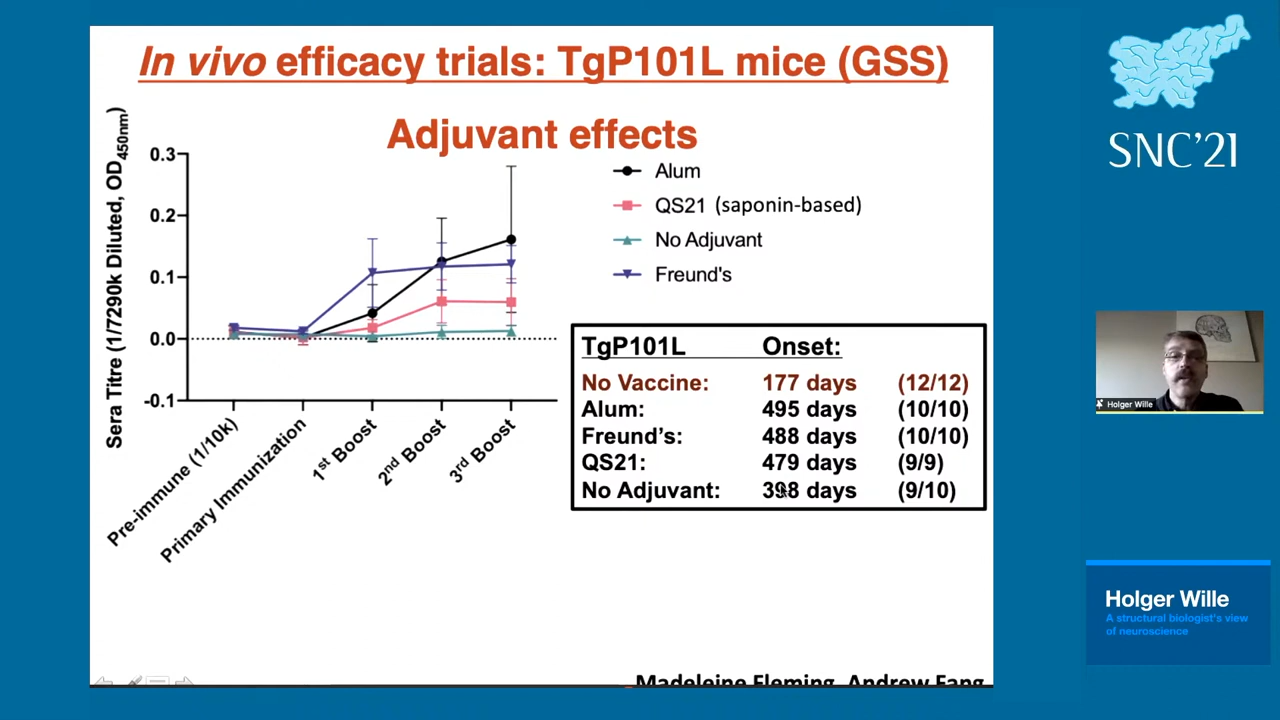 In vivo efficacy trials: TgP101L mice (GSS)
Adjuvant effects
Sera Titre (1/7290k Diluted, OD450nm)
0.3
0.2
0.1
0.0
-0.1
Pre-immune (1/10k)
Primary Immunization
1st Boost
2nd Boost
3rd Boost
Alum
QS21 (saponin-based)
No Adjuvant
Freund's
TgP101L Onset:
No Vaccine: 177 days (12/12)
Alum: 495 days (10/10)
Freund's: 488 days (10/10)
QS21: 479 days (9/9)
No Adjuvant: 398 days (9/10)
Madeleine Fleming, Andrew Fang
SNC'21
Holger Wille
Holger Wille
A structural biologist's view
of neuroscience